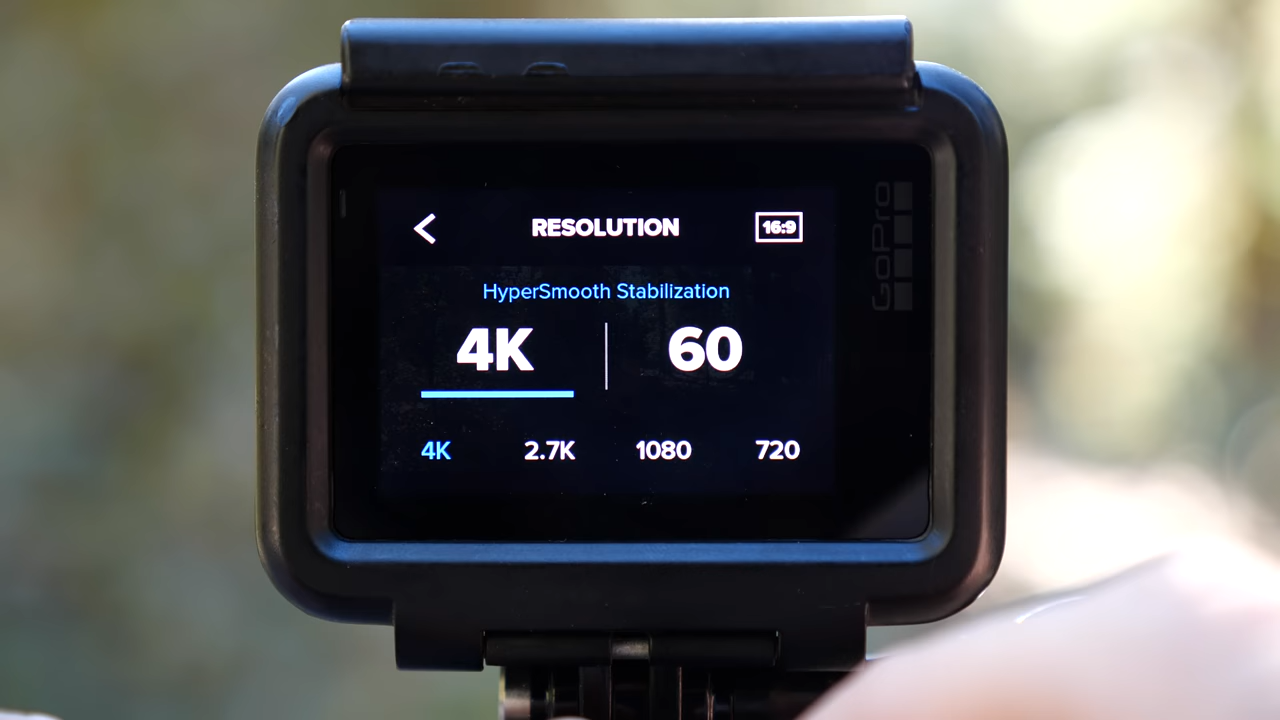 RESOLUTION 16:9
HyperSmooth Stabilization
4K 60
4K 2.7K 1080 720
GoPro